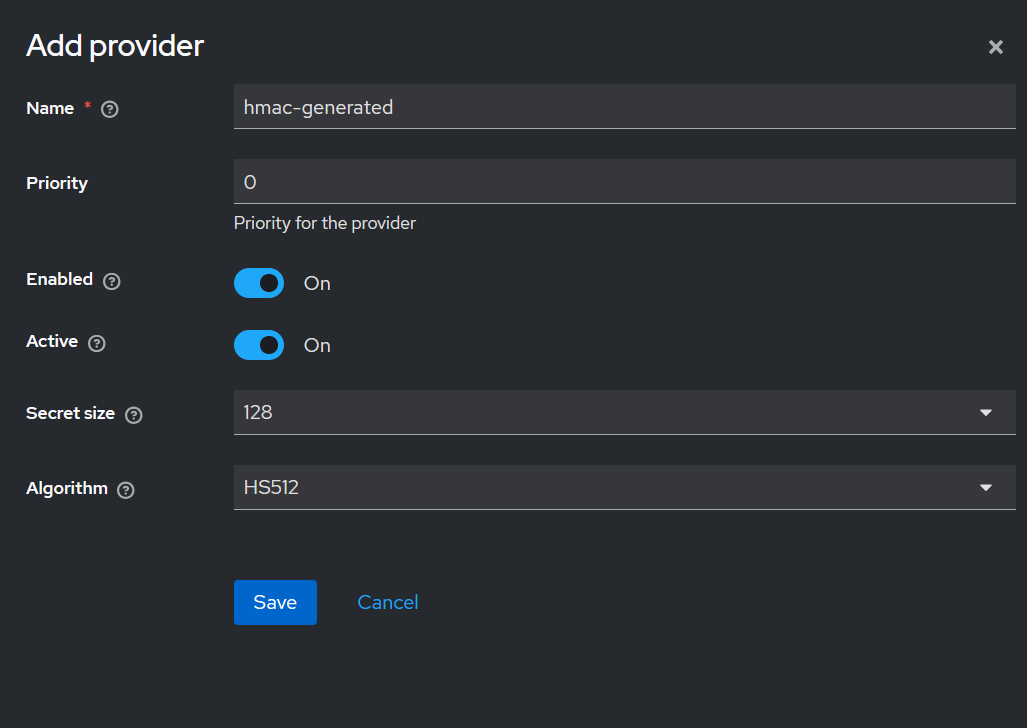 Add provider
Name *
hmac-generated
Priority
0
Priority for the provider
Enabled
On
Active
On
Secret size
128
Algorithm
HS512
Save
Cancel